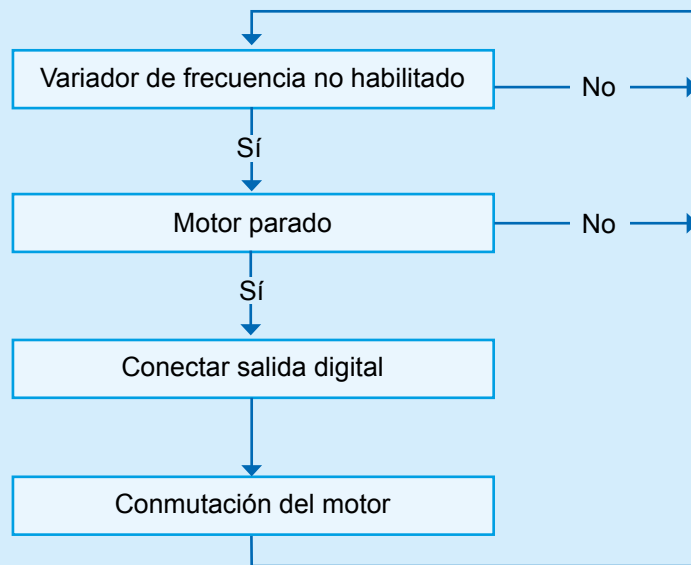 Variador de frecuencia no habilitado
No
Sí
Motor parado
No
Sí
Conectar salida digital
Conmutación del motor